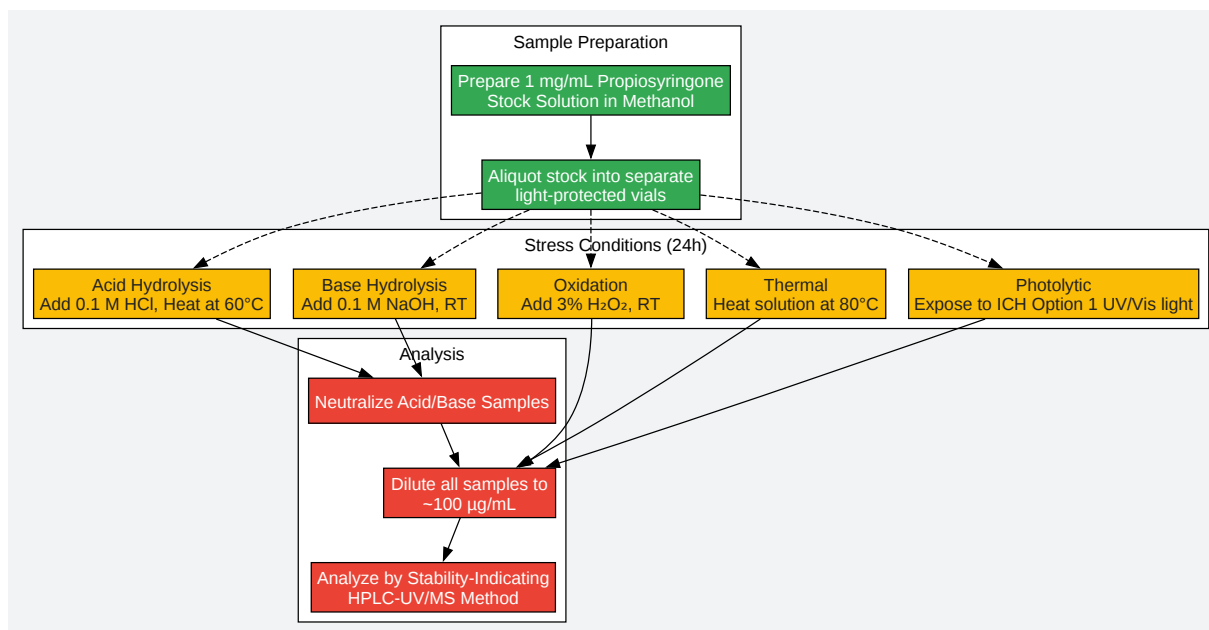 Sample Preparation
Prepare 1 mg/mL Propiosyringone
Stock Solution in Methanol
Aliquot stock into separate
light-protected vials
Stress Conditions (24h)
Acid Hydrolysis
Add 0.1 M HCl, Heat at 60°C
Base Hydrolysis
Add 0.1 M NaOH, RT
Oxidation
Add 3% H₂O₂, RT
Thermal
Heat solution at 80°C
Photolytic
Expose to ICH Option 1 UV/Vis light
Analysis
Neutralize Acid/Base Samples
Dilute all samples to
~100 µg/mL
Analyze by Stability-Indicating
HPLC-UV/MS Method